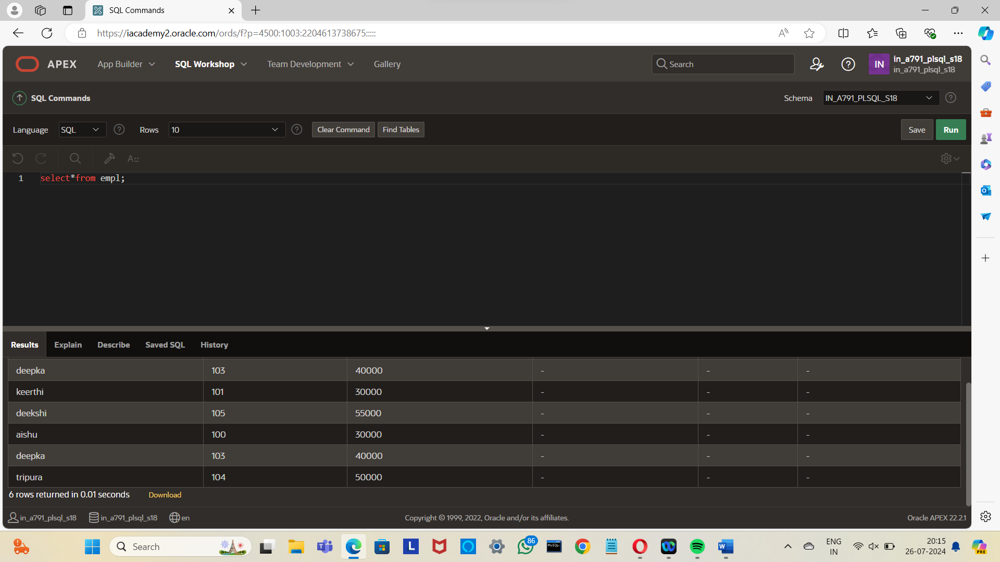 SQL Commands
https://iacademy2.oracle.com/ords/f?p=4500:1003:2204613738675:::::
APEX App Builder SQL Workshop Team Development Gallery Search IN in_a791_plsql_s18
in_a791_plsql_s18
SQL Commands Schema IN_A791_PLSQL_S18
Language SQL Rows 10 Clear Command Find Tables Save Run
A::
1 select*from empl;
Results Explain Describe Saved SQL History
deepka 103 40000 - - -
keerthi 101 30000 - - -
deekshi 105 55000 - - -
aishu 100 30000 - - -
deepka 103 40000 - - -
tripura 104 50000 - - -
6 rows returned in 0.01 seconds Download
in_a791_plsql_s18 in_a791_plsql_s18 en Copyright © 1999, 2022, Oracle and/or its affiliates. Oracle APEX 22.2.1
Search 86 ENG 20:15
IN 26-07-2024